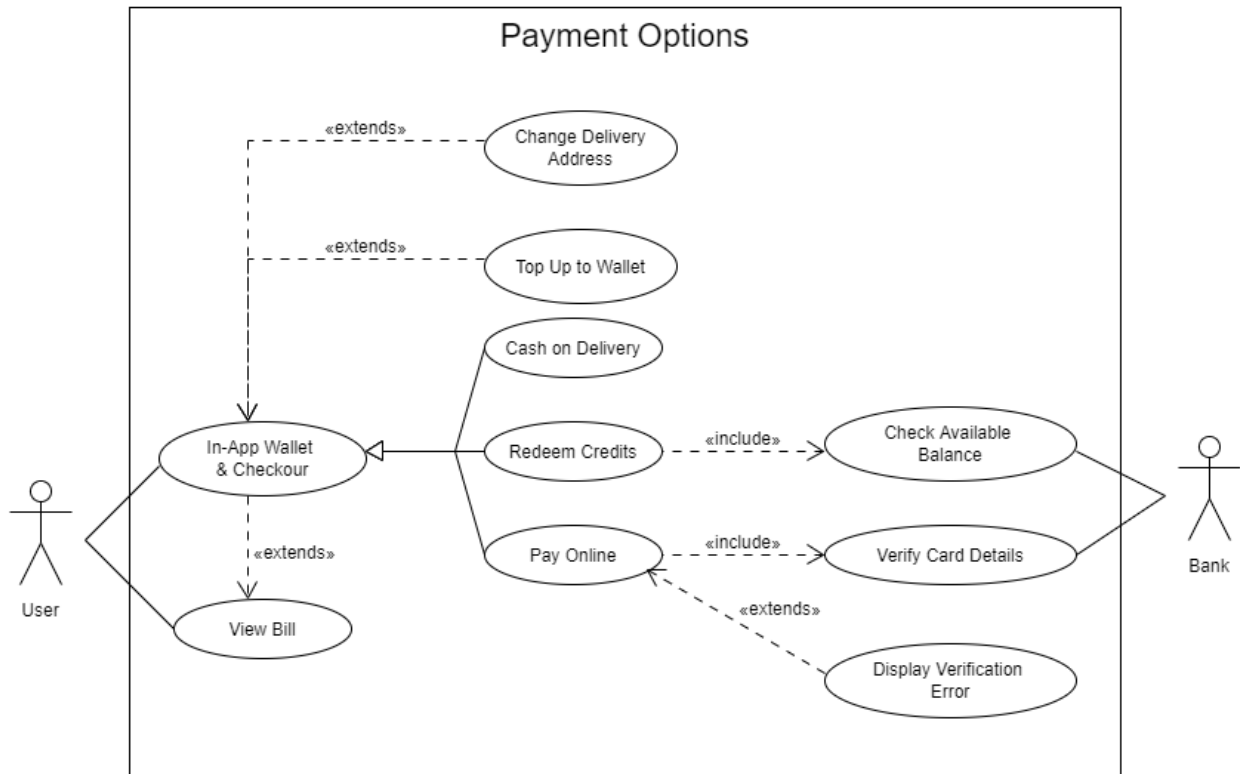 Payment Options
«extends»
Change Delivery
Address
«extends»
Top Up to Wallet
Cash on Delivery
In-App Wallet
& Checkour
Redeem Credits
«include»
Check Available
Balance
«extends»
Pay Online
«include»
Verify Card Details
User
Bank
View Bill
«extends»
Display Verification
Error